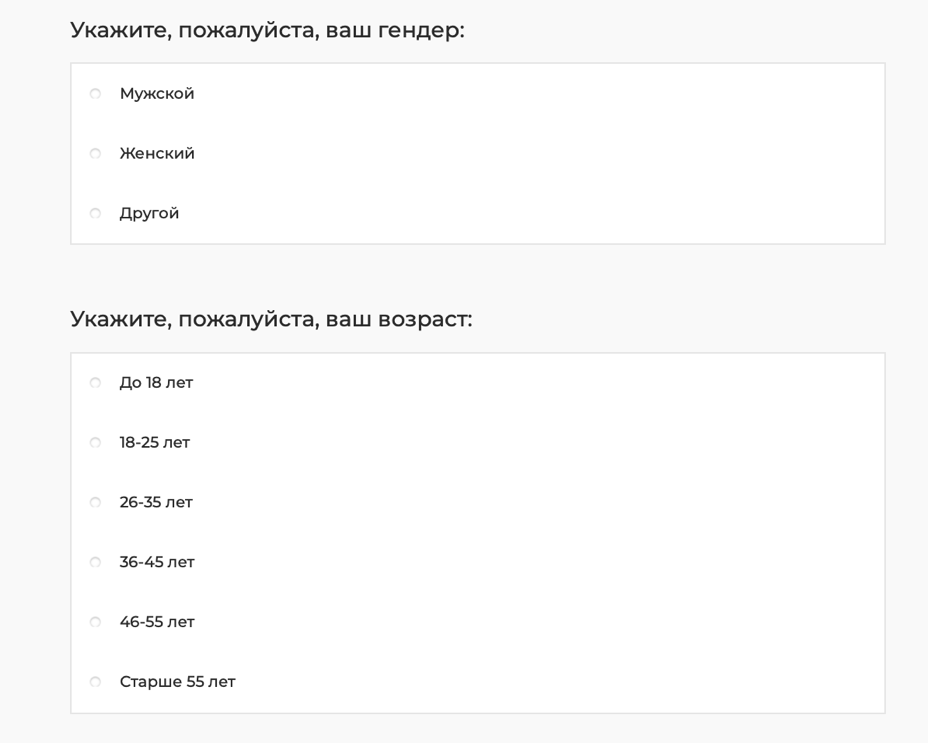 Укажите, пожалуйста, ваш гендер:
Мужской
Женский
Другой
Укажите, пожалуйста, ваш возраст:
До 18 лет
18-25 лет
26-35 лет
36-45 лет
46-55 лет
Старше 55 лет